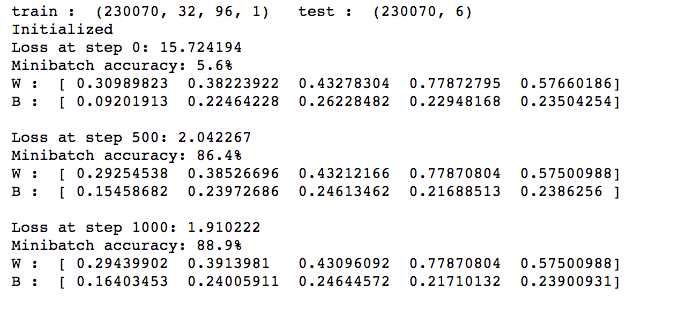 train :  (230070, 32, 96, 1)   test :  (230070, 6)
Initialized
Loss at step 0: 15.724194
Minibatch accuracy: 5.6%
W :  [ 0.30989823  0.38223922  0.43278304  0.77872795  0.57660186]
B :  [ 0.09201913  0.22464228  0.26228482  0.22948168  0.23504254]
Loss at step 500: 2.042267
Minibatch accuracy: 86.4%
W :  [ 0.29254538  0.38526696  0.43212166  0.77870804  0.57500988]
B :  [ 0.15458682  0.23972686  0.24613462  0.21688513  0.2386256 ]
Loss at step 1000: 1.910222
Minibatch accuracy: 88.9%
W :  [ 0.29439902  0.3913981   0.43096092  0.77870804  0.57500988]
B :  [ 0.16403453  0.24005911  0.24644572  0.21710132  0.23900931]